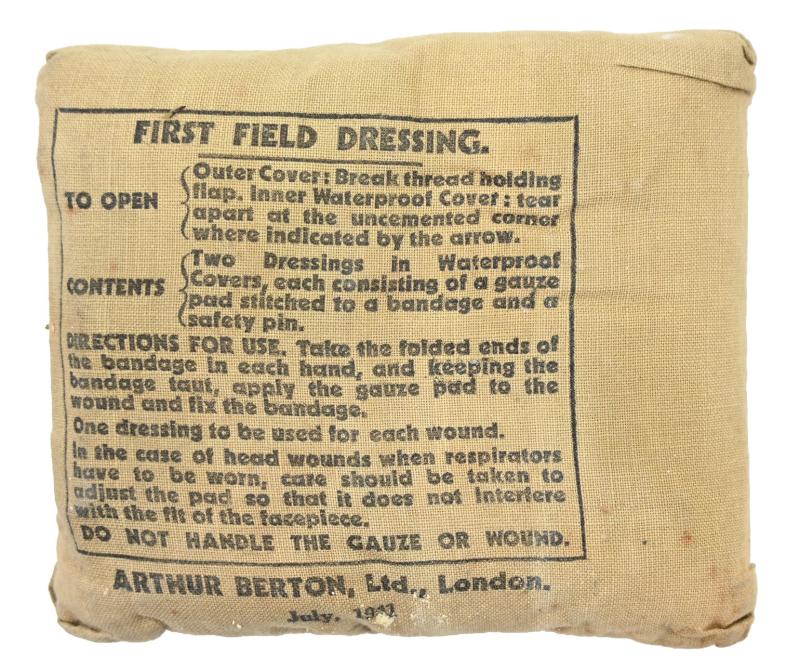 FIRST FIELD DRESSING.
TO OPEN
Outer Cover: Break thread holding
flap. Inner Waterproof Cover: tear
apart at the uncemented corner
where indicated by the arrow.
CONTENTS
Two Dressings in Waterproof
Covers, each consisting of a gauze
pad stitched to a bandage and a
safety pin.
DIRECTIONS FOR USE. Take the folded ends of
the bandage in each hand, and keeping the
bandage taut, apply the gauze pad to the
wound and fix the bandage.
One dressing to be used for each wound.
In the case of head wounds when respirators
have to be worn, care should be taken to
adjust the pad so that it does not interfere
with the fit of the facepiece.
DO NOT HANDLE THE GAUZE OR WOUND.
ARTHUR BERTON, Ltd., London.
July.